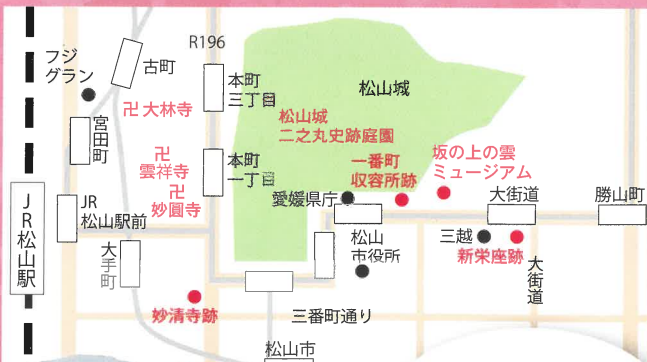 R196
フジ
グラン
古町
本町
三丁目
松山城
卍 大林寺
松山城
二之丸史跡庭園
宮田
町
卍
雲祥寺
本町
一丁目
一番町
収容所跡
坂の上の雲
ミュージアム
卍
妙圓寺
愛媛県庁
大街道
勝山町
JR松山駅
JR
松山駅前
大手町
松山
市役所
三越
新栄座跡
大街道
妙清寺跡
三番町通り
松山市